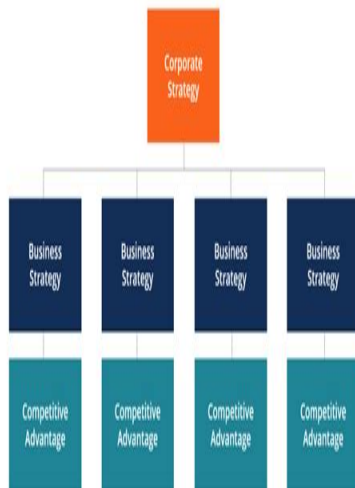 Corporate
Strategy
Business
Strategy
Business
Strategy
Business
Strategy
Business
Strategy
Competitive
Advantage
Competitive
Advantage
Competitive
Advantage
Competitive
Advantage